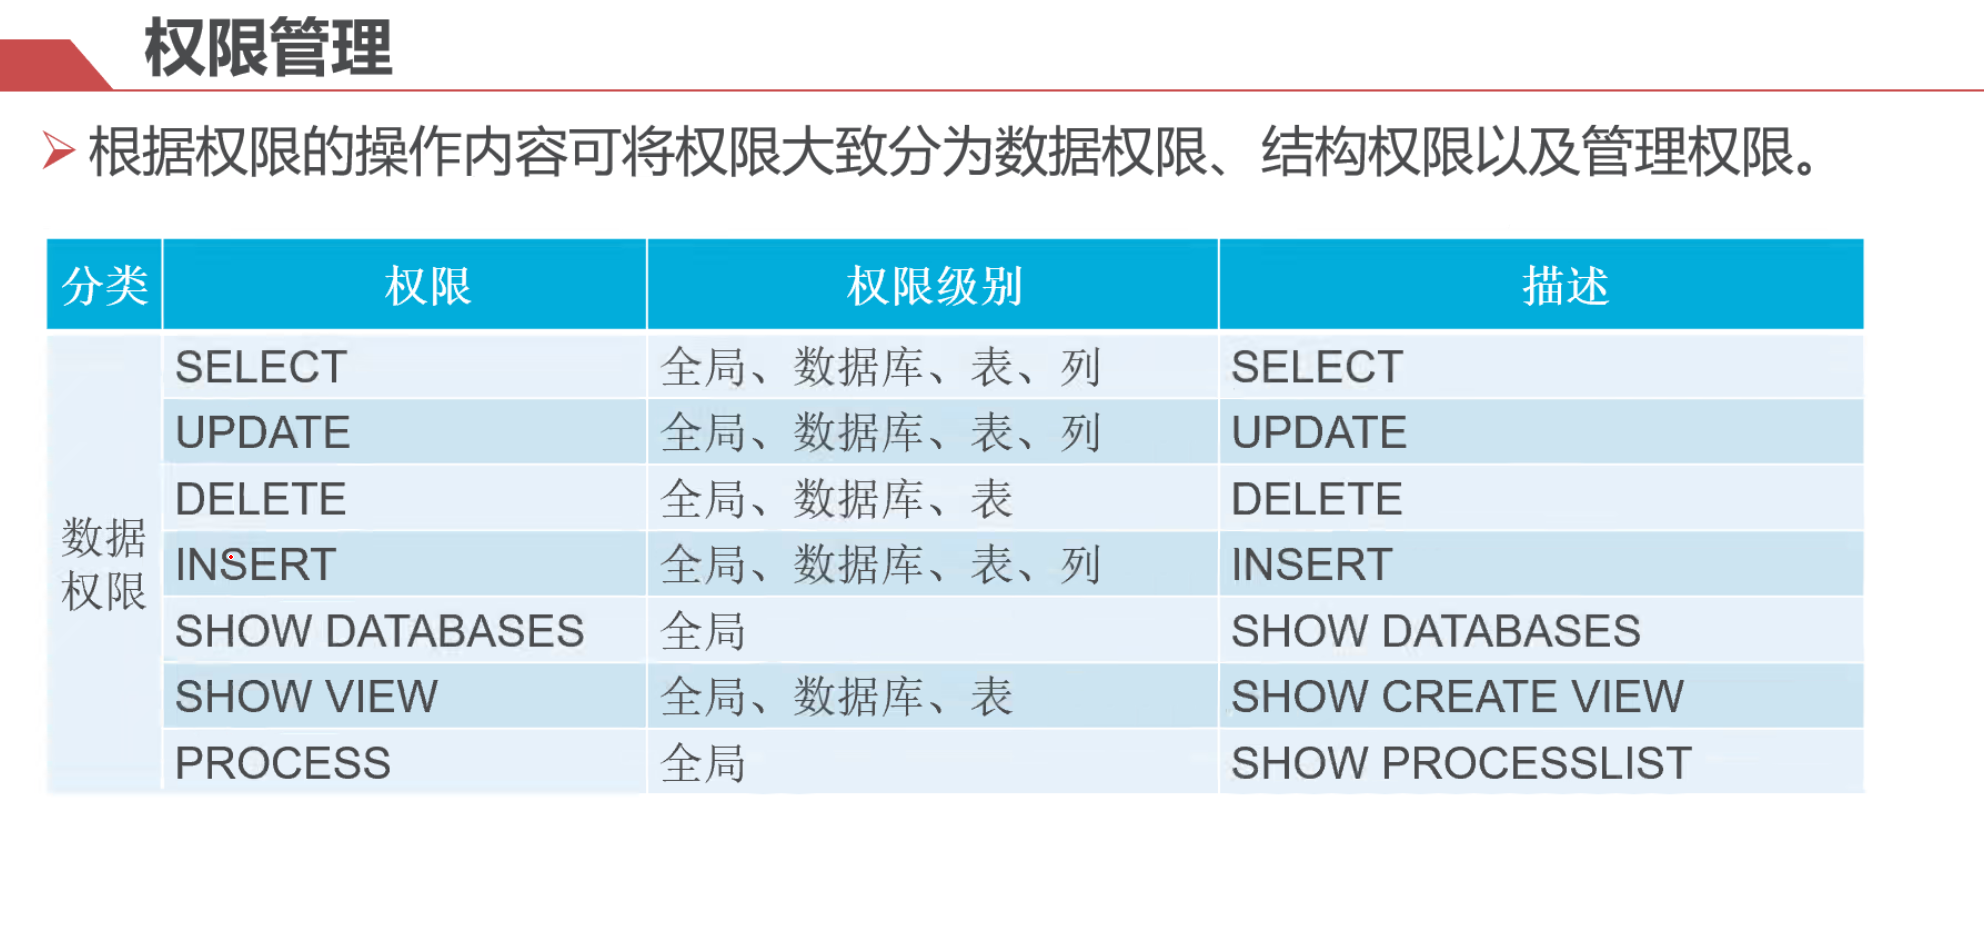 权限管理
根据权限的操作内容可将权限大致分为数据权限、结构权限以及管理权限。
分类 权限 权限级别 描述
数据权限
SELECT 全局、数据库、表、列 SELECT
UPDATE 全局、数据库、表、列 UPDATE
DELETE 全局、数据库、表 DELETE
INSERT 全局、数据库、表、列 INSERT
SHOW DATABASES 全局 SHOW DATABASES
SHOW VIEW 全局、数据库、表 SHOW CREATE VIEW
PROCESS 全局 SHOW PROCESSLIST